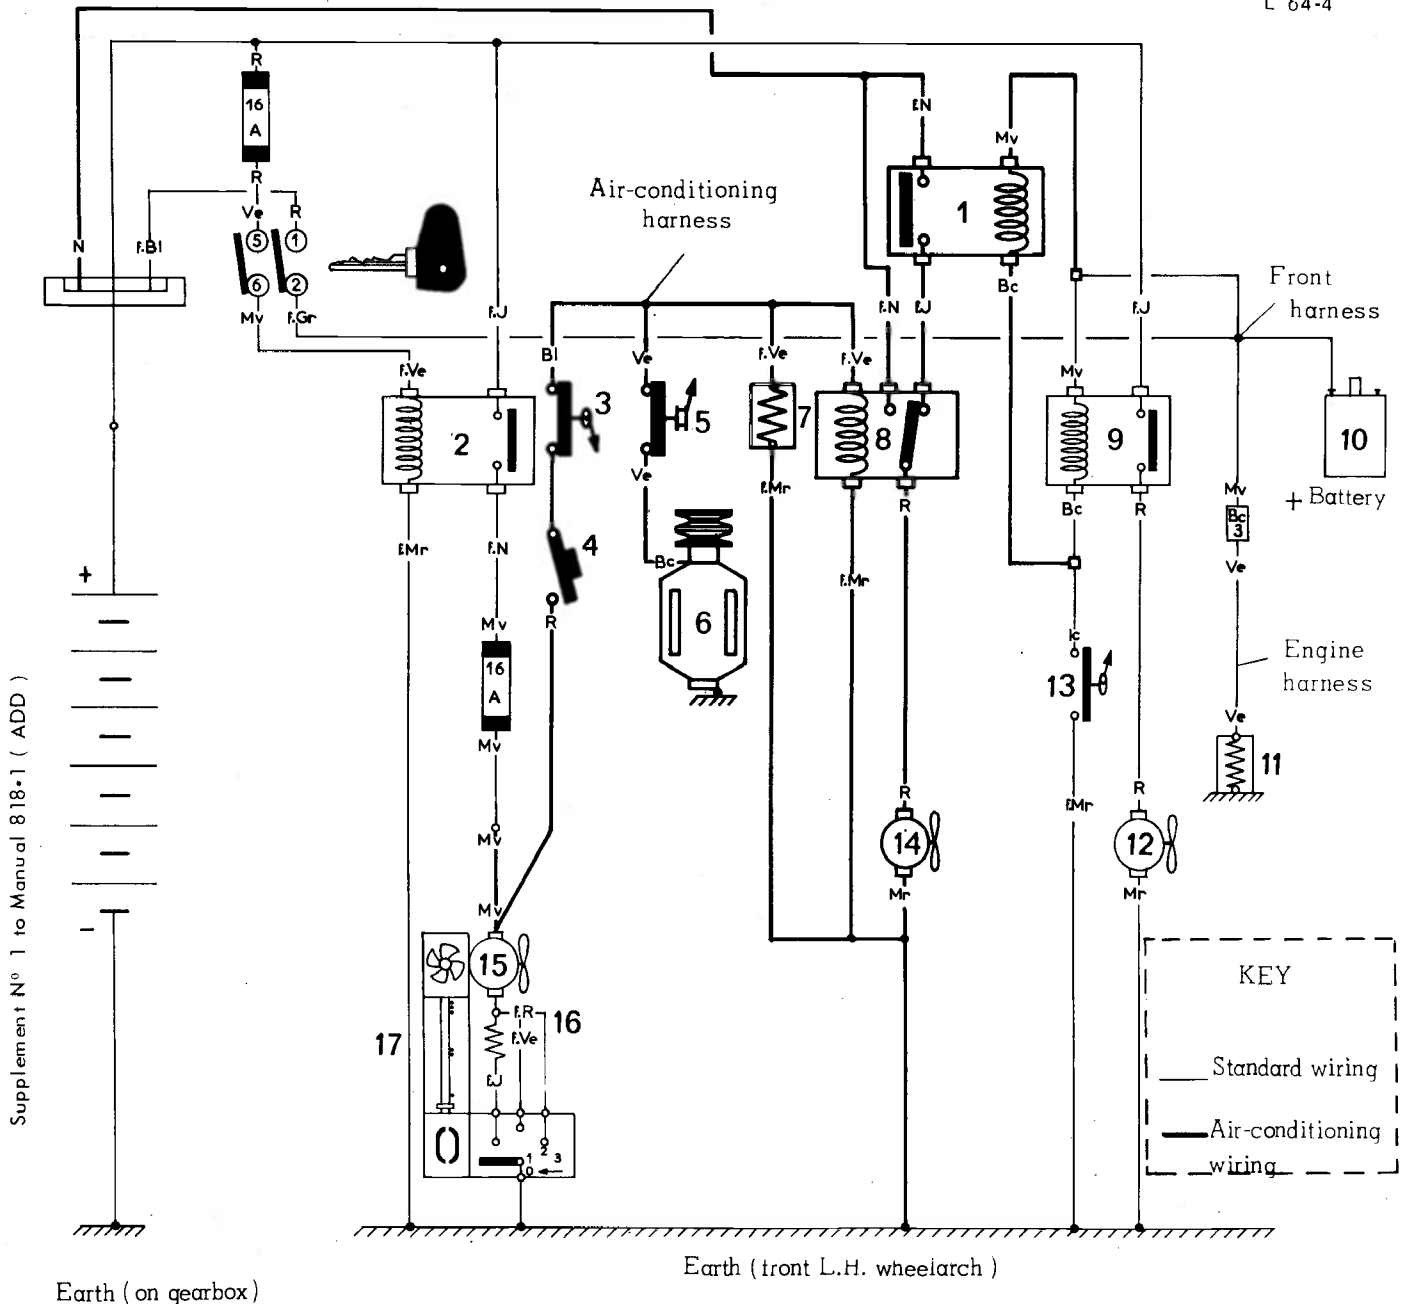 L 64-4
R
16
A
R
N
F.Bl
Ve
R
5
1
6
2
Mv
F.Gr
Air-conditioning
harness
F.N
Mv
1
Bc
Front
harness
F.J
F.N
F.J
F.J
Bl
Ve
F.Ve
F.Ve
F.Ve
Mv
2
3
5
7
8
9
10
+ Battery
F.Mr
F.N
4
Ve
F.Mr
R
Bc
R
Mv
Bc
3
Ve
Bc
6
F.Mr
R
+
Mv
16
A
Mv
Ic
13
Engine
harness
Ve
11
F.Mr
R
R
Mv
14
12
Mv
Mr
Mr
-
15
F.R
16
F.Ve
17
F.J
0
1
2
3
KEY
Standard wiring
Air-conditioning
wiring
Earth (front L.H. wheelarch)
Earth (on gearbox)
Supplement Nº 1 to Manual 818-1 ( ADD )